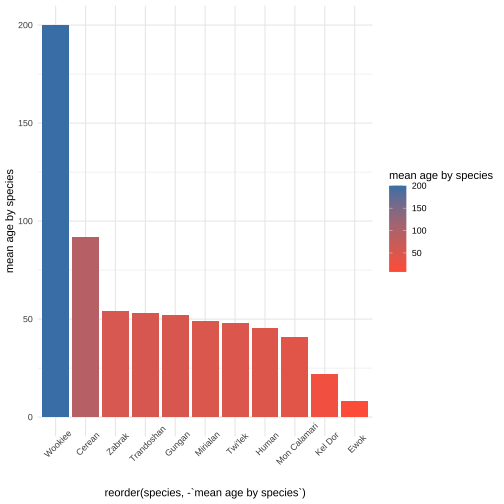 mean age by species
200
150
100
50
0
Wookiee
Cerean
Zabrak
Trandoshan
Gungan
Mirialan
Twi'lek
Human
Mon Calamari
Kel Dor
Ewok
reorder(species, -`mean age by species`)
mean age by species
200
150
100
50